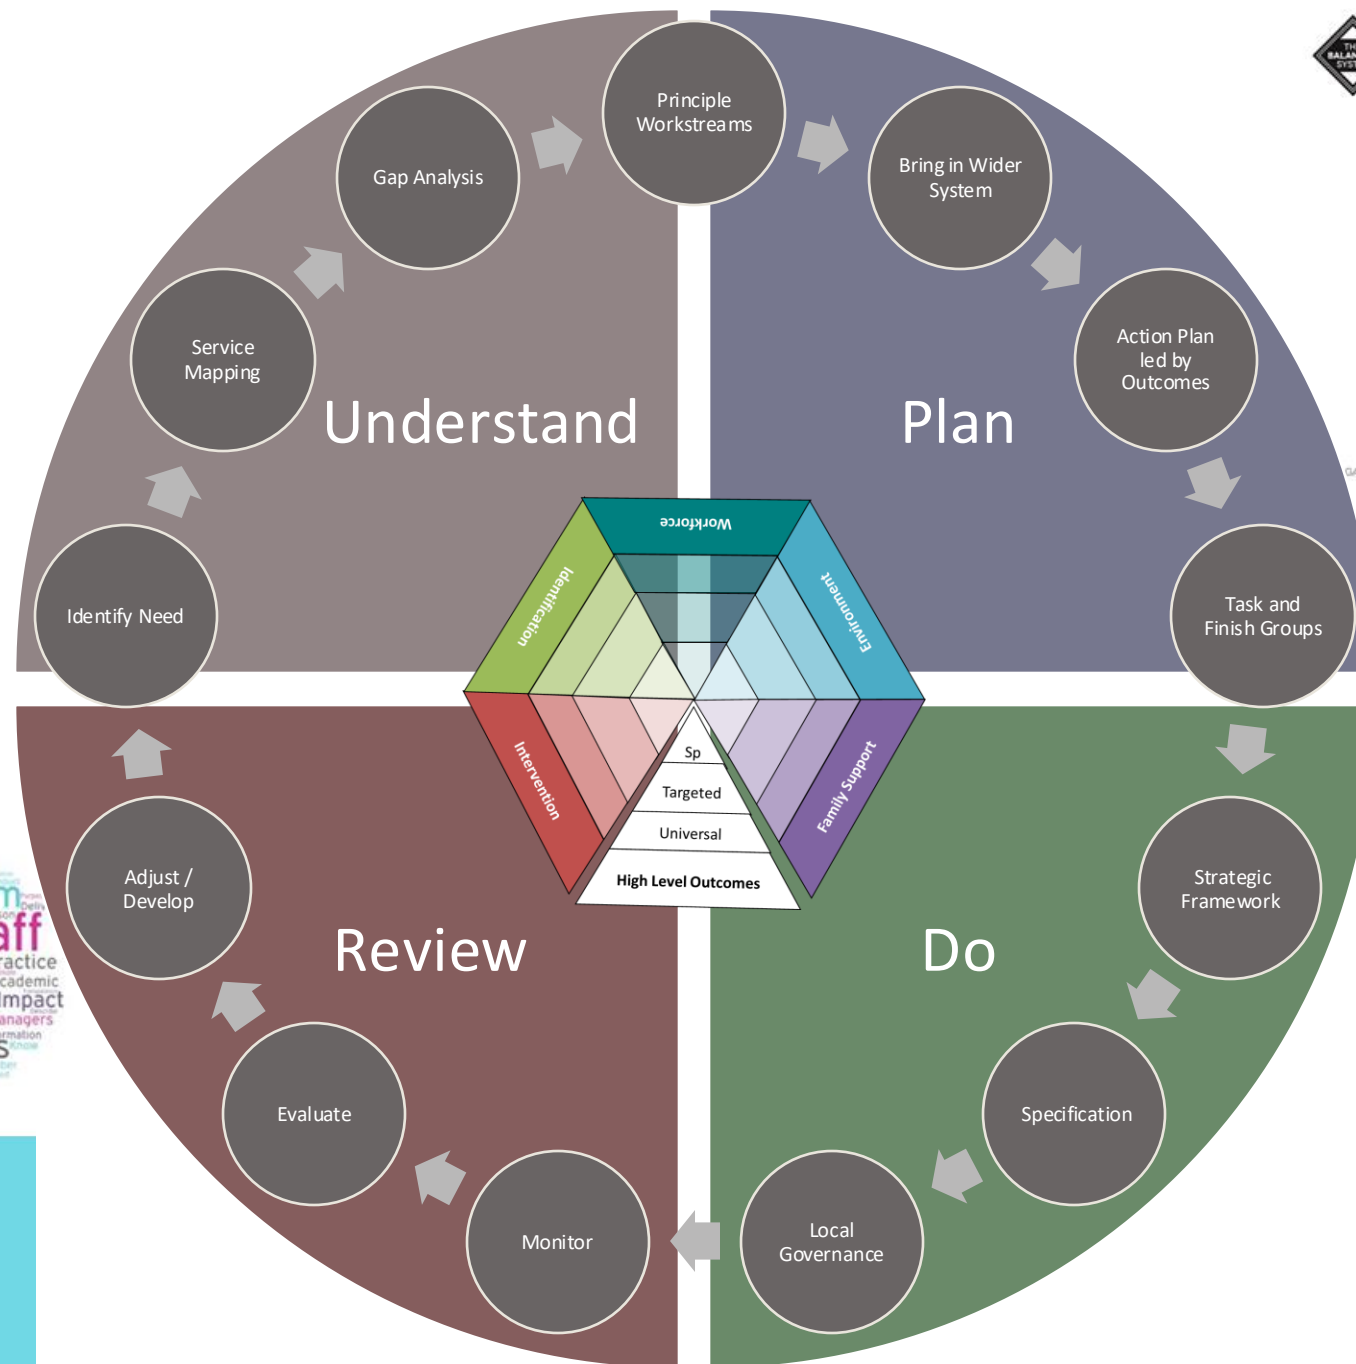 Principle
Workstreams
Gap Analysis
Bring in Wider
System
Service
Mapping
Action Plan
led by
Outcomes
Understand
Plan
Identify Need
Task and
Finish Groups
Workforce
Identification
Environment
Intervention
Family Support
Sp
Targeted
Universal
High Level Outcomes
Adjust /
Develop
Strategic
Framework
Review
Do
Evaluate
Specification
Monitor
Local
Governance
Impact